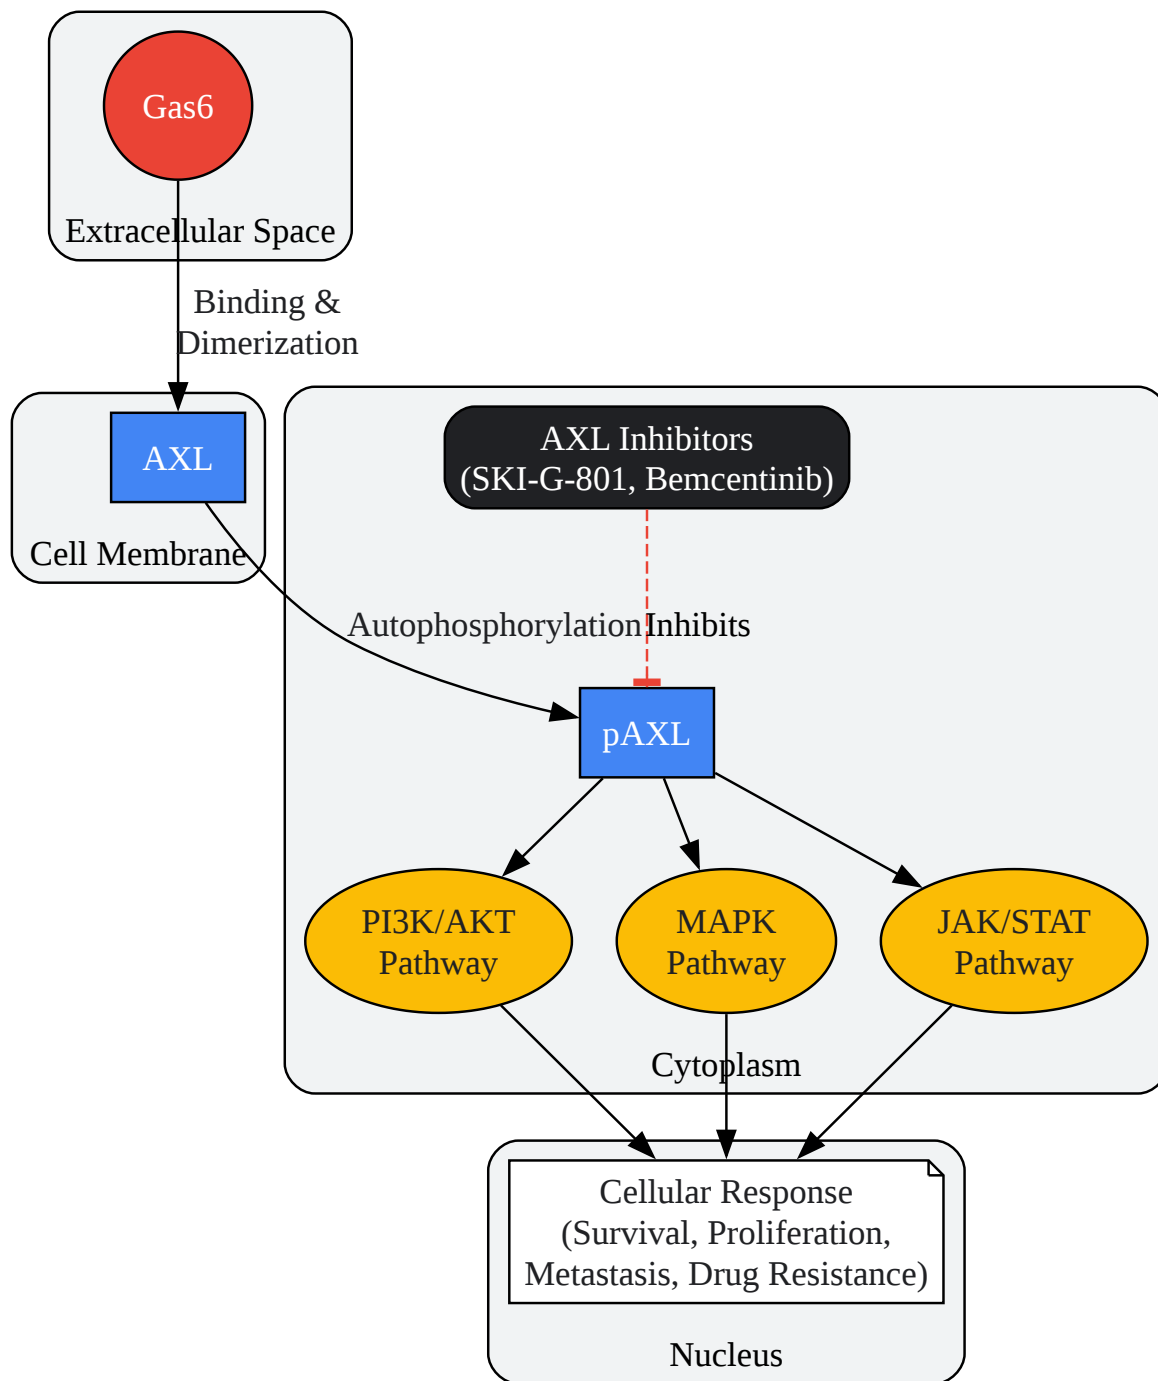 Gas6
Extracellular Space
Binding &
Dimerization
AXL
Cell Membrane
AXL Inhibitors
(SKI-G-801, Bemcentinib)
Autophosphorylation
Inhibits
pAXL
PI3K/AKT
Pathway
MAPK
Pathway
JAK/STAT
Pathway
Cytoplasm
Cellular Response
(Survival, Proliferation,
Metastasis, Drug Resistance)
Nucleus